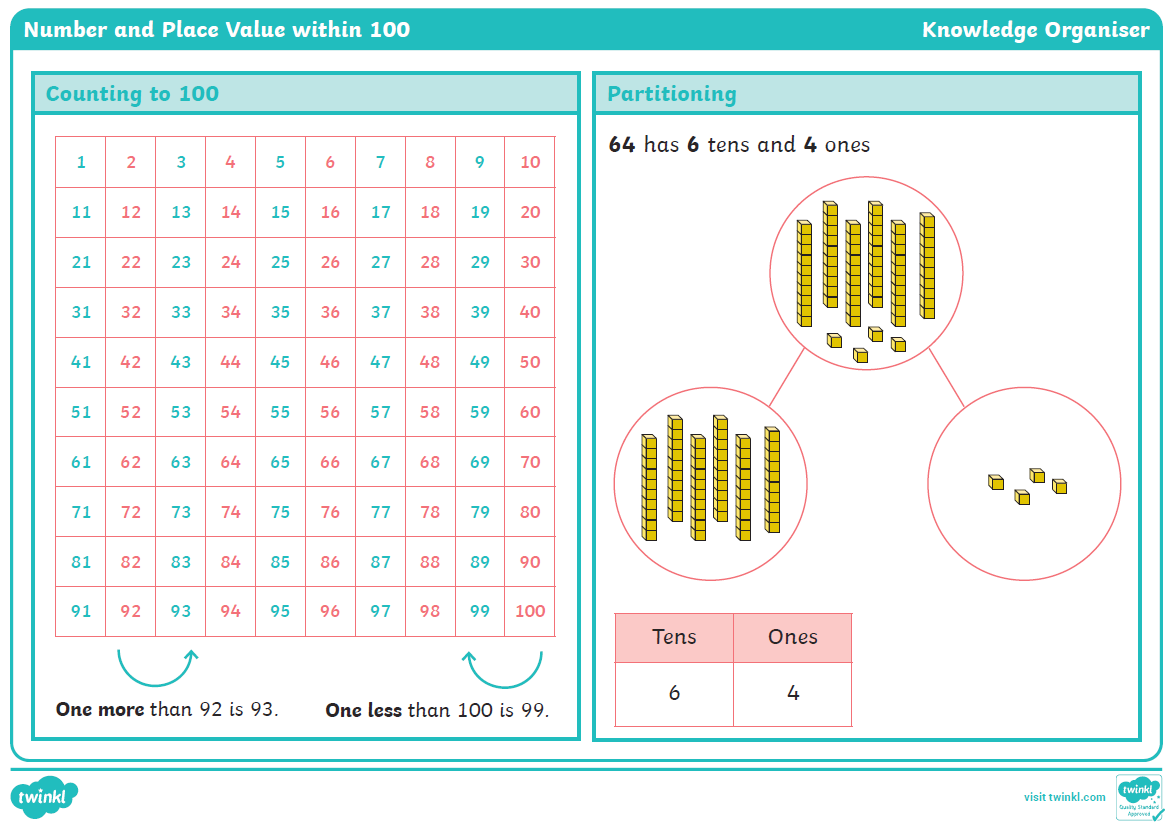 Number and Place Value within 100
Knowledge Organiser
Counting to 100
1 2 3 4 5 6 7 8 9 10
11 12 13 14 15 16 17 18 19 20
21 22 23 24 25 26 27 28 29 30
31 32 33 34 35 36 37 38 39 40
41 42 43 44 45 46 47 48 49 50
51 52 53 54 55 56 57 58 59 60
61 62 63 64 65 66 67 68 69 70
71 72 73 74 75 76 77 78 79 80
81 82 83 84 85 86 87 88 89 90
91 92 93 94 95 96 97 98 99 100
One more than 92 is 93.
One less than 100 is 99.
Partitioning
64 has 6 tens and 4 ones
Tens Ones
6 4
twinkl
visit twinkl.com
twinkl
Quality Standard
Approved